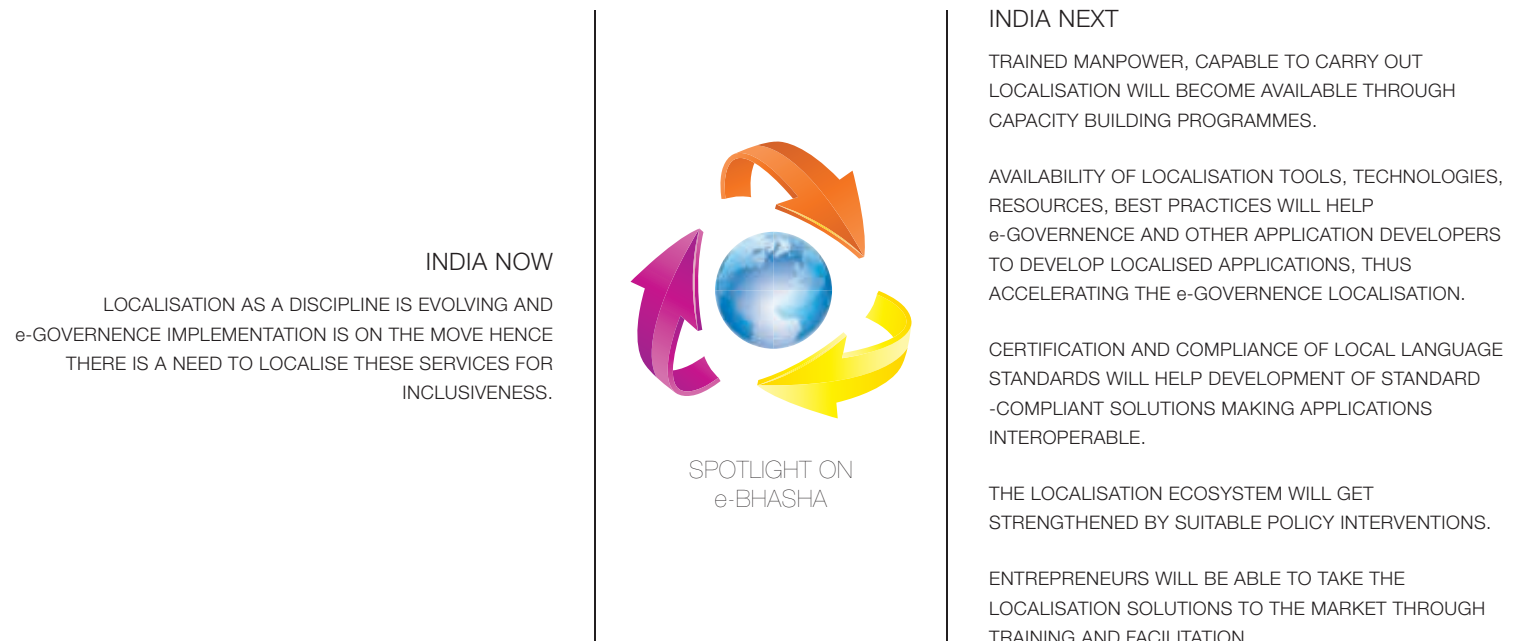 INDIA NOW
LOCALISATION AS A DISCIPLINE IS EVOLVING AND
e-GOVERNENCE IMPLEMENTATION IS ON THE MOVE HENCE
THERE IS A NEED TO LOCALISE THESE SERVICES FOR
INCLUSIVENESS.
SPOTLIGHT ON
e-BHASHA
INDIA NEXT
TRAINED MANPOWER, CAPABLE TO CARRY OUT
LOCALISATION WILL BECOME AVAILABLE THROUGH
CAPACITY BUILDING PROGRAMMES.
AVAILABILITY OF LOCALISATION TOOLS, TECHNOLOGIES,
RESOURCES, BEST PRACTICES WILL HELP
e-GOVERNENCE AND OTHER APPLICATION DEVELOPERS
TO DEVELOP LOCALISED APPLICATIONS, THUS
ACCELERATING THE e-GOVERNENCE LOCALISATION.
CERTIFICATION AND COMPLIANCE OF LOCAL LANGUAGE
STANDARDS WILL HELP DEVELOPMENT OF STANDARD
-COMPLIANT SOLUTIONS MAKING APPLICATIONS
INTEROPERABLE.
THE LOCALISATION ECOSYSTEM WILL GET
STRENGTHENED BY SUITABLE POLICY INTERVENTIONS.
ENTREPRENEURS WILL BE ABLE TO TAKE THE
LOCALISATION SOLUTIONS TO THE MARKET THROUGH
TRAINING AND FACILITATION